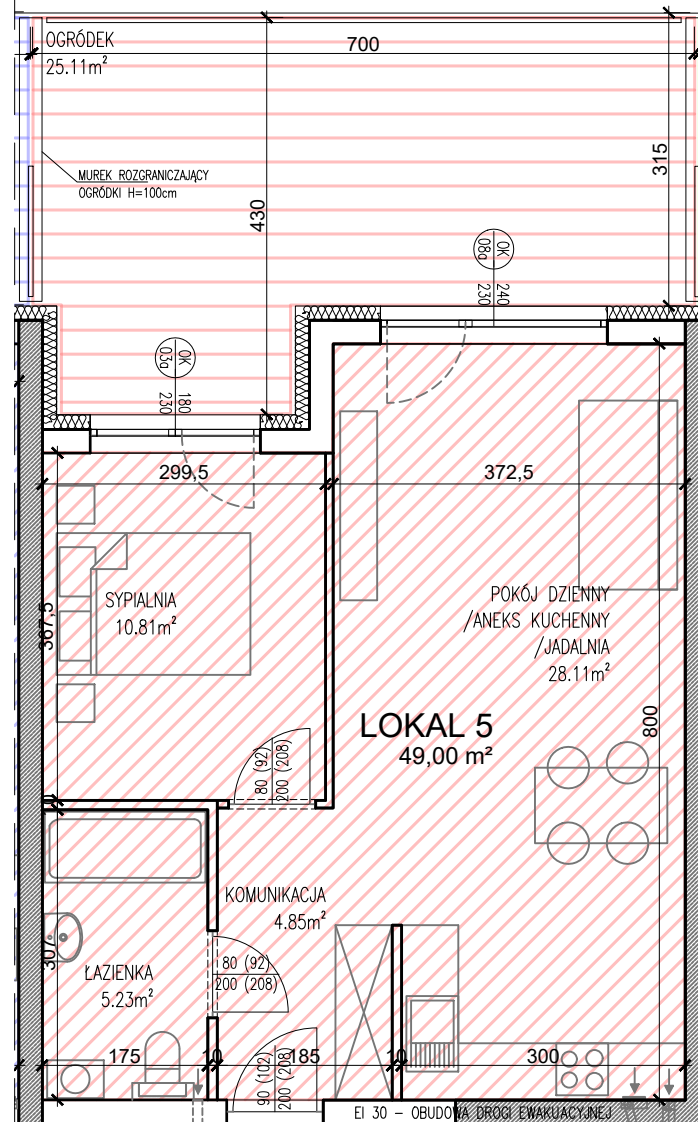 OGRÓDEK
25.11m²
700
MUREK ROZGRANICZAJĄCY
OGRÓDKI H=100cm
430
315
OK
08a
240
230
OK
03a
180
230
299,5
372,5
SYPIALNIA
10.81m²
367,5
POKÓJ DZIENNY
/ANEKS KUCHENNY
/JADALNIA
28.11m²
LOKAL 5
49,00 m²
800
80 (92)
200 (208)
10
KOMUNIKACJA
4.85m²
307
ŁAZIENKA
5.23m²
80 (92)
200 (208)
175
10
185
10
300
90 (102)
200 (208)
EI 30 – OBUDOWA DROGI EWAKUACYJNEJ